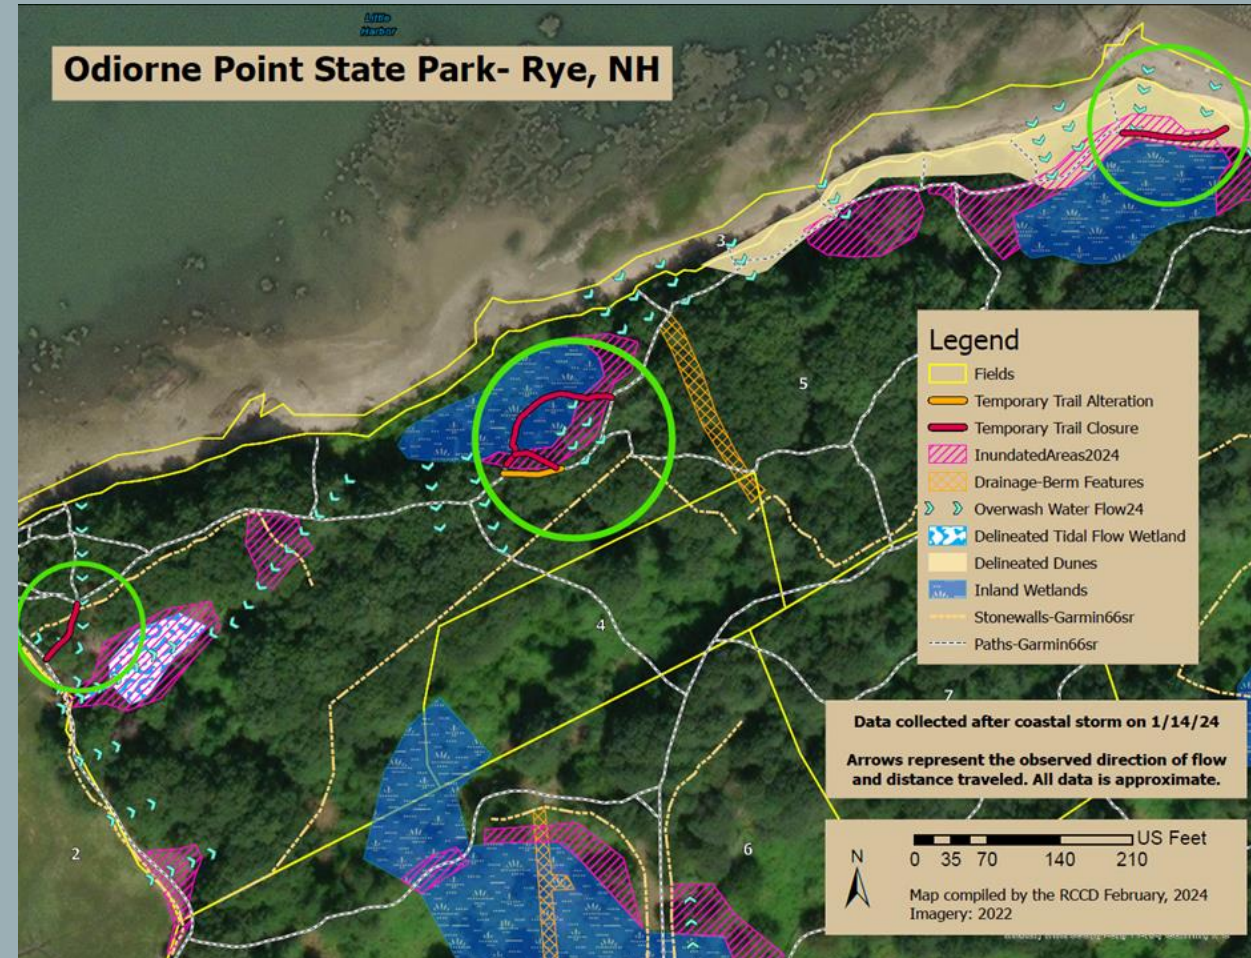 Little
Harbor
Odiorne Point State Park- Rye, NH
3
5
Legend
Fields
Temporary Trail Alteration
Temporary Trail Closure
InundatedAreas2024
Drainage-Berm Features
Overwash Water Flow24
Delineated Tidal Flow Wetland
Delineated Dunes
Inland Wetlands
Stonewalls-Garmin66sr
Paths-Garmin66sr
4
7
Data collected after coastal storm on 1/14/24
Arrows represent the observed direction of flow
and distance traveled. All data is approximate.
2
6
US Feet
0 35 70 140 210
N
Map compiled by the RCCD February, 2024
Imagery: 2022